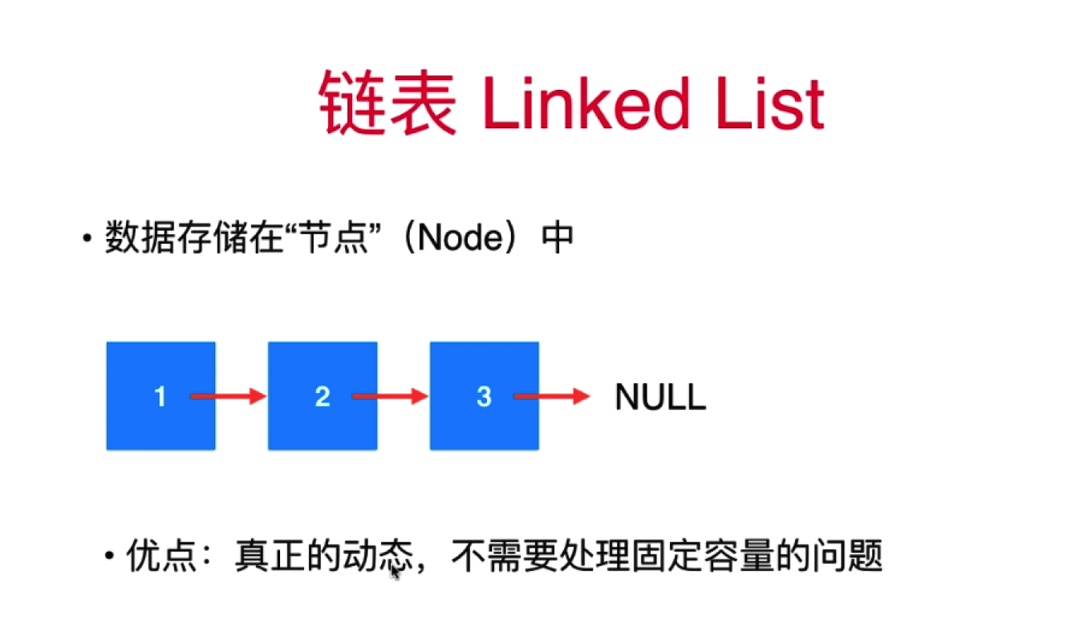 链表 Linked List
• 数据存储在“节点”（Node）中
1 2 3 NULL
• 优点：真正的动态，不需要处理固定容量的问题